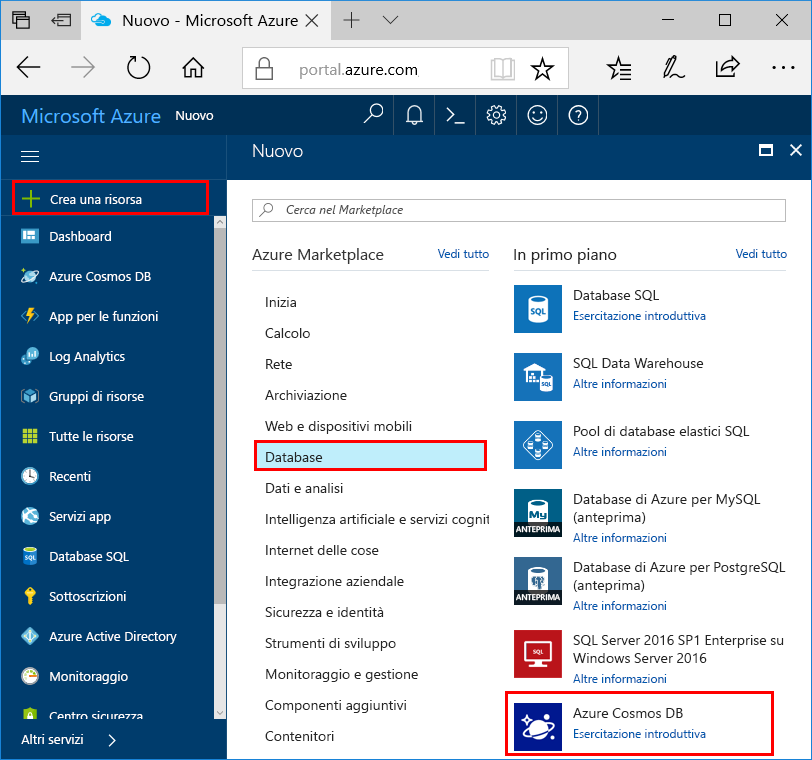 Nuovo - Microsoft Azure
portal.azure.com
Microsoft Azure Nuovo
Nuovo
Crea una risorsa
Dashboard
Azure Cosmos DB
App per le funzioni
Log Analytics
Gruppi di risorse
Tutte le risorse
Recenti
Servizi app
SQL
Database SQL
Sottoscrizioni
Azure Active Directory
Monitoraggio
Centro sicurezza
Altri servizi
Cerca nel Marketplace
Azure Marketplace Vedi tutto
Inizia
Calcolo
Rete
Archiviazione
Web e dispositivi mobili
Database
Dati e analisi
Intelligenza artificiale e servizi cognit
Internet delle cose
Integrazione aziendale
Sicurezza e identità
Strumenti di sviluppo
Monitoraggio e gestione
Componenti aggiuntivi
Contenitori
In primo piano Vedi tutto
SQL
Database SQL
Esercitazione introduttiva
SQL
SQL Data Warehouse
Altre informazioni
Pool di database elastici SQL
Altre informazioni
My
ANTEPRIMA
Database di Azure per MySQL
(anteprima)
Altre informazioni
ANTEPRIMA
Database di Azure per PostgreSQL
(anteprima)
Altre informazioni
SQL
SQL Server 2016 SP1 Enterprise su
Windows Server 2016
Altre informazioni
Azure Cosmos DB
Esercitazione introduttiva